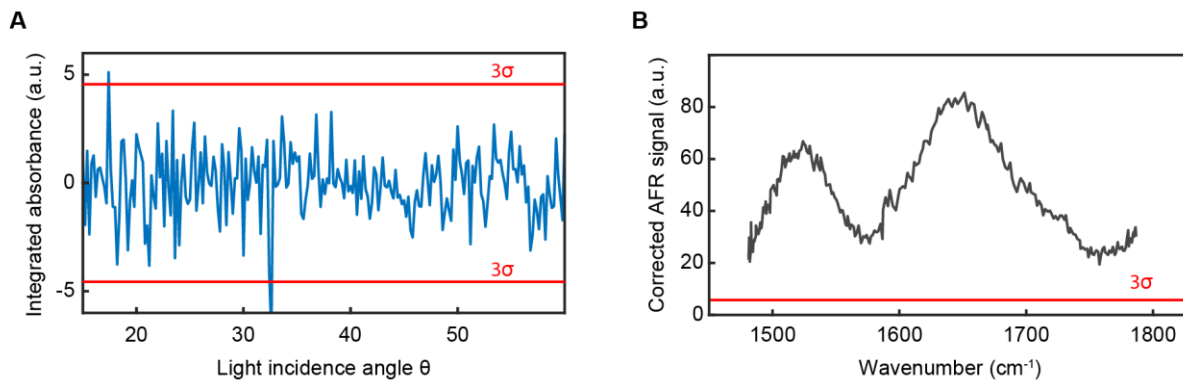 A
Integrated absorbance (a.u.)
5
0
-5
3σ
3σ
20
30
40
50
Light incidence angle θ
B
Corrected AFR signal (a.u.)
80
60
40
20
0
3σ
1500
1600
1700
1800
Wavenumber (cm⁻¹)